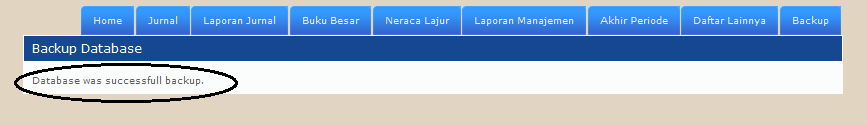 Home Jurnal Laporan Jurnal Buku Besar Neraca Lajur Laporan Manajemen Akhir Periode Daftar Lainnya Backup
Backup Database
Database was successfull backup.